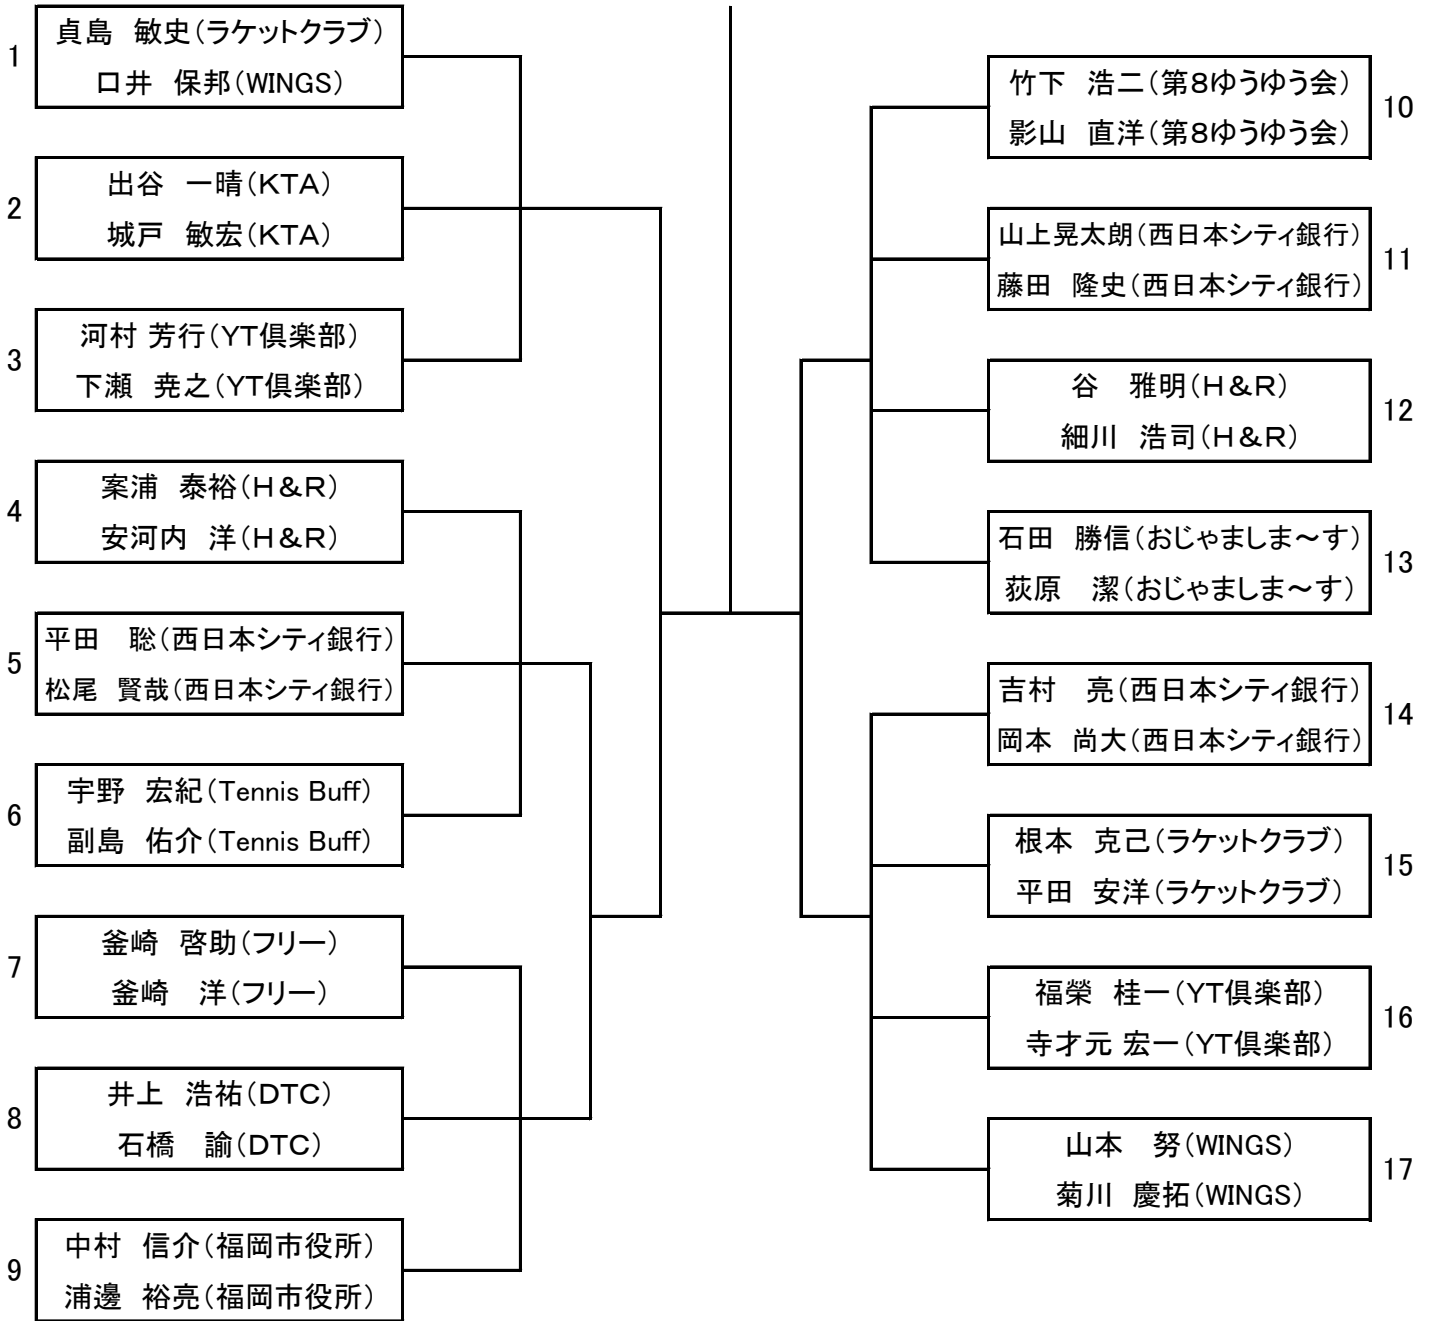 1
貞島　敏史(ラケットクラブ)
口井　保邦(WINGS)
2
出谷　一晴(KTA)
城戸　敏宏(KTA)
3
河村 芳行(YT倶楽部)
下瀬　尭之(YT倶楽部)
4
案浦　泰裕(H＆R)
安河内　洋(H＆R)
5
平田　聡(西日本シティ銀行)
松尾　賢哉(西日本シティ銀行)
6
宇野　宏紀(Tennis Buff)
副島　佑介(Tennis Buff)
7
釜崎　啓助(フリー)
釜崎　洋(フリー)
8
井上　浩祐(DTC)
石橋　諭(DTC)
9
中村　信介(福岡市役所)
浦邊　裕亮(福岡市役所)
竹下　浩二(第8ゆうゆう会)
影山　直洋(第8ゆうゆう会)
10
山上晃太朗(西日本シティ銀行)
藤田　隆史(西日本シティ銀行)
11
谷　雅明(H＆R)
細川　浩司(H＆R)
12
石田　勝信(おじゃましま～す)
荻原　潔(おじゃましま～す)
13
吉村　亮(西日本シティ銀行)
岡本　尚大(西日本シティ銀行)
14
根本　克己(ラケットクラブ)
平田　安洋(ラケットクラブ)
15
福榮　桂一(YT倶楽部)
寺才元 宏一(YT倶楽部)
16
山本　努(WINGS)
菊川　慶拓(WINGS)
17